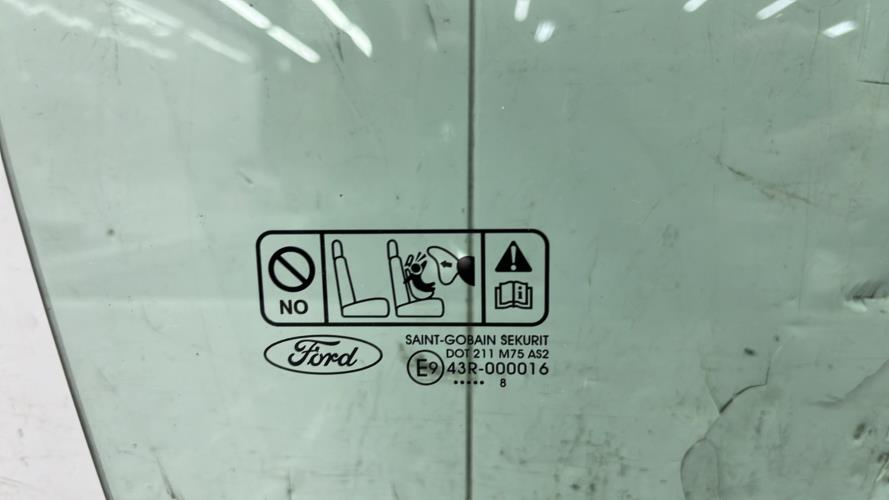 NO
Ford
SAINT-GOBAIN SEKURIT
DOT 211 M75 AS2
E9 43R-000016
..... 8